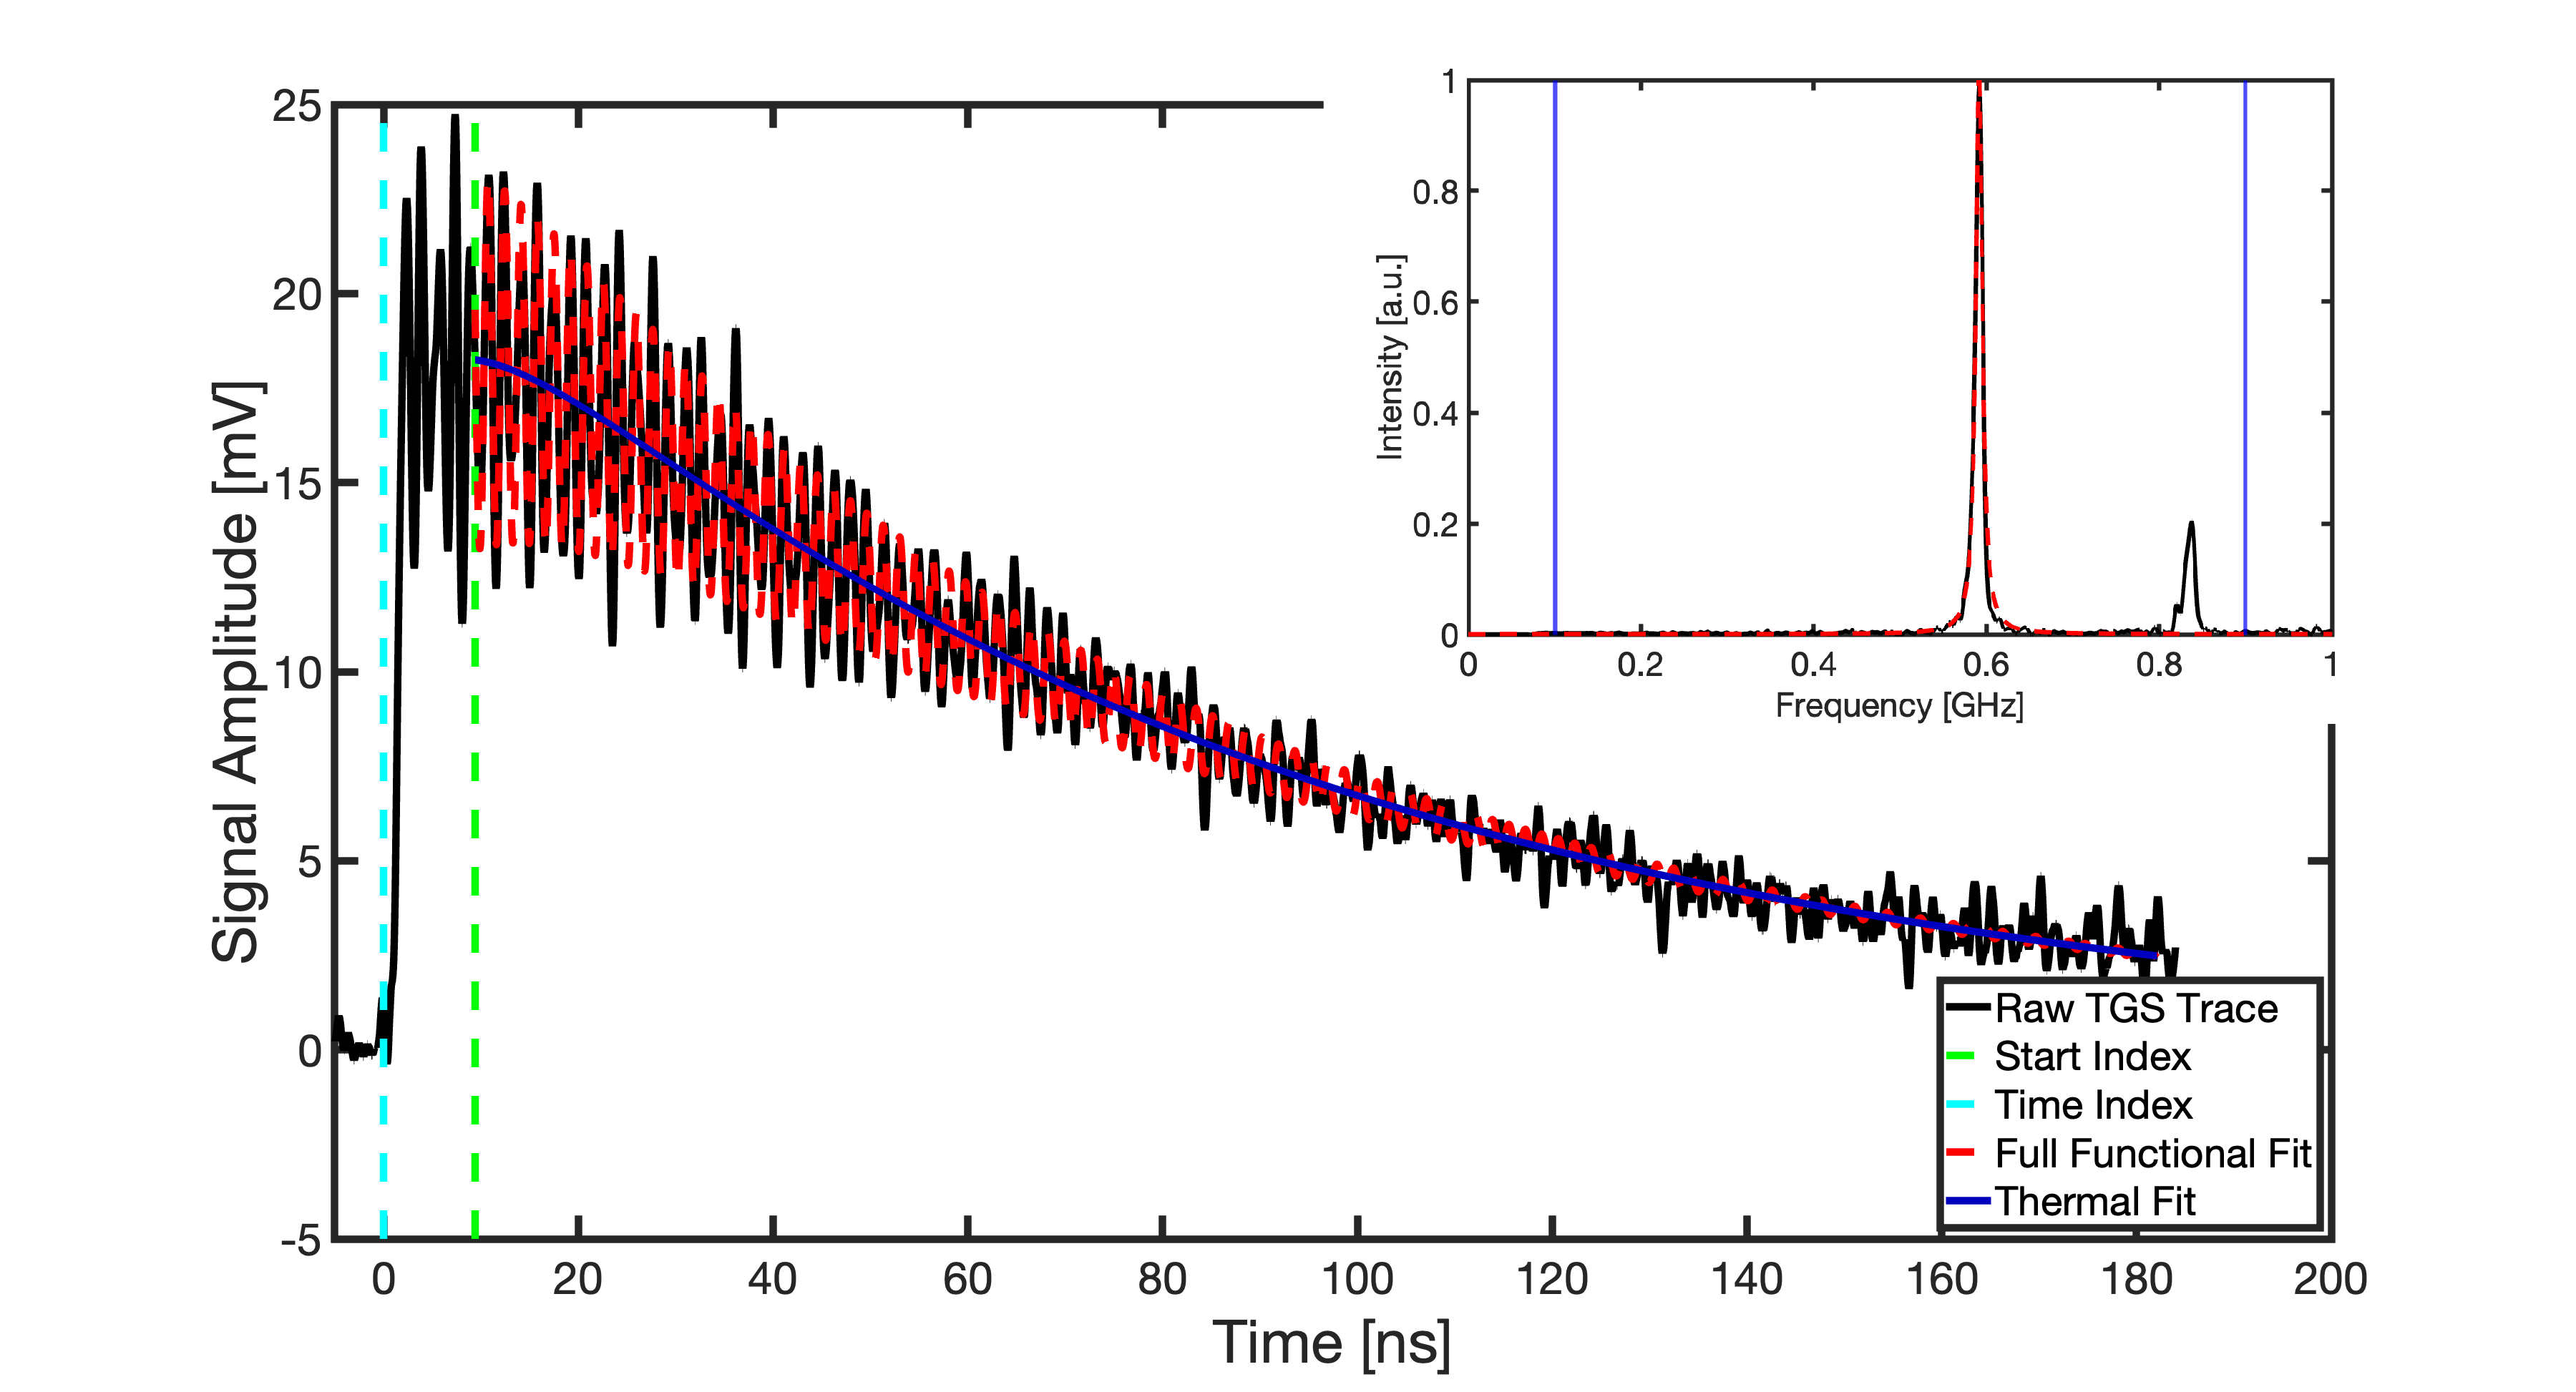 25
20
15
10
5
0
-5
Signal Amplitude [mV]
0 20 40 60 80 100 120 140 160 180 200
Time [ns]
1
0.8
0.6
0.4
0.2
0
Intensity [a.u.]
0 0.2 0.4 0.6 0.8 1
Frequency [GHz]
Raw TGS Trace
Start Index
Time Index
Full Functional Fit
Thermal Fit